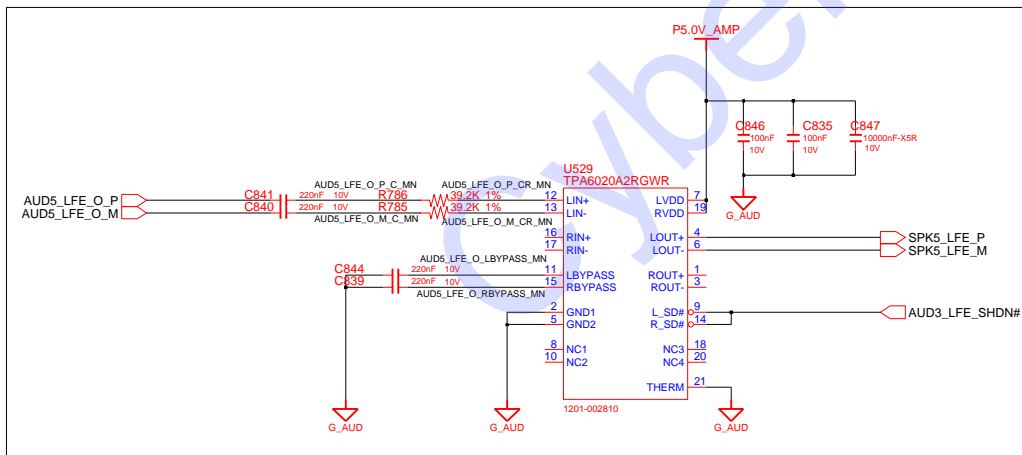 P5.0V_AMP
C846
100nF
10V
C835
100nF
10V
C847
10000nF-X5R
10V
G_AUD
U529
TPA6020A2RGWR
AUD5_LFE_O_P
AUD5_LFE_O_M
C841
220nF 10V
C840
220nF 10V
AUD5_LFE_O_P_C_MN
R786
R785
AUD5_LFE_O_M_C_MN
AUD5_LFE_O_P_CR_MN
39.2K 1%
39.2K 1%
AUD5_LFE_O_M_CR_MN
12 LIN+
13 LIN-
16 RIN+
17 RIN-
AUD5_LFE_O_LBYPASS_MN
C844
220nF 10V
C839
220nF 10V
AUD5_LFE_O_RBYPASS_MN
11 LBYPASS
15 RBYPASS
2 GND1
5 GND2
8 NC1
10 NC2
LVDD 7
RVDD 19
LOUT+ 4
LOUT- 6
ROUT+ 1
ROUT- 3
L_SD# 9
R_SD# 14
NC3 18
NC4 20
THERM 21
SPK5_LFE_P
SPK5_LFE_M
AUD3_LFE_SHDN#
1201-002810
G_AUD
G_AUD
G_AUD
Cybe